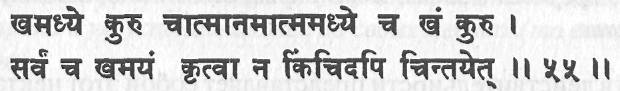 खमध्ये कुरु चात्मानमात्ममध्ये च खं कुरु ।
सर्वं च खमयं कृत्वा न किंचिदपि चिन्तयेत् ॥ ५५ ॥